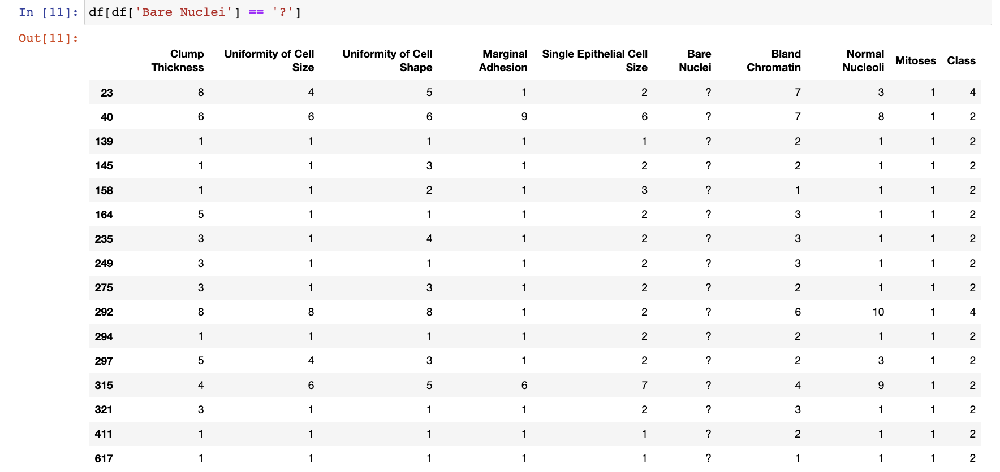 In [11]: df[df['Bare Nuclei'] == '?']
Out[11]:
Clump Thickness Uniformity of Cell Size Uniformity of Cell Shape Marginal Adhesion Single Epithelial Cell Size Bare Nuclei Bland Chromatin Normal Nucleoli Mitoses Class
23 8 4 5 1 2 ? 7 3 1 4
40 6 6 6 9 6 ? 7 8 1 2
139 1 1 1 1 1 ? 2 1 1 2
145 1 1 3 1 2 ? 2 1 1 2
158 1 1 2 1 3 ? 1 1 1 2
164 5 1 1 1 2 ? 3 1 1 2
235 3 1 4 1 2 ? 3 1 1 2
249 3 1 1 1 2 ? 3 1 1 2
275 3 1 3 1 2 ? 2 1 1 2
292 8 8 8 1 2 ? 6 10 1 4
294 1 1 1 1 2 ? 2 1 1 2
297 5 4 3 1 2 ? 2 3 1 2
315 4 6 5 6 7 ? 4 9 1 2
321 3 1 1 1 2 ? 3 1 1 2
411 1 1 1 1 1 ? 2 1 1 2
617 1 1 1 1 1 ? 1 1 1 2